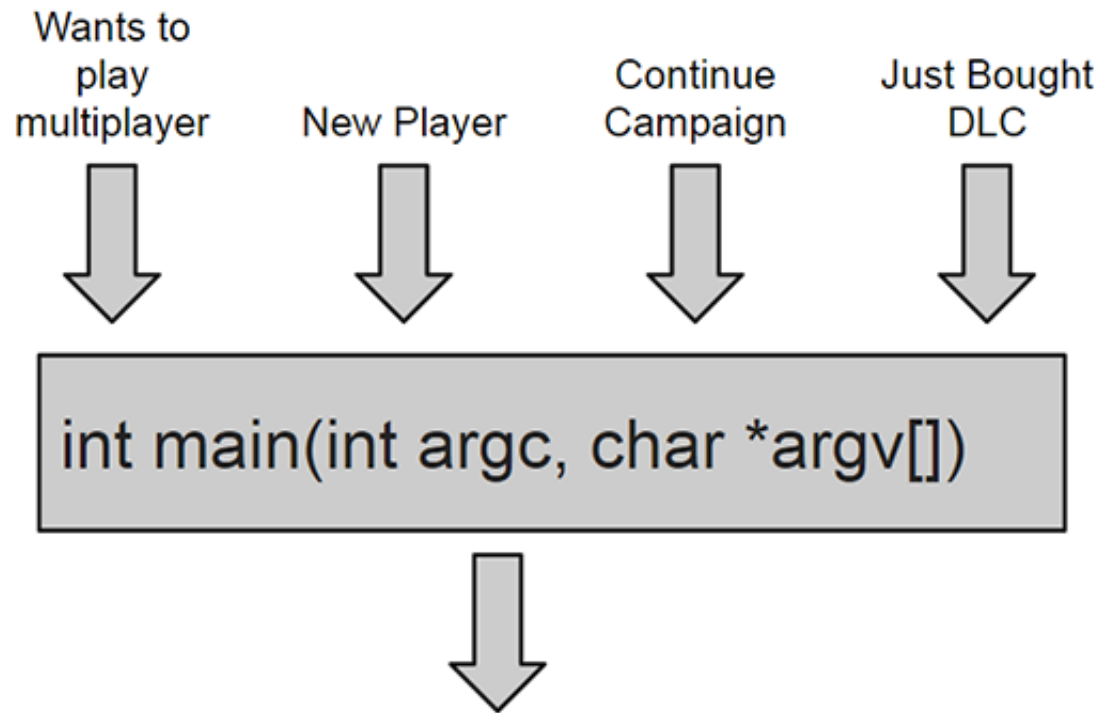 Wants to
play
multiplayer
New Player
Continue
Campaign
Just Bought
DLC
int main(int argc, char *argv[])